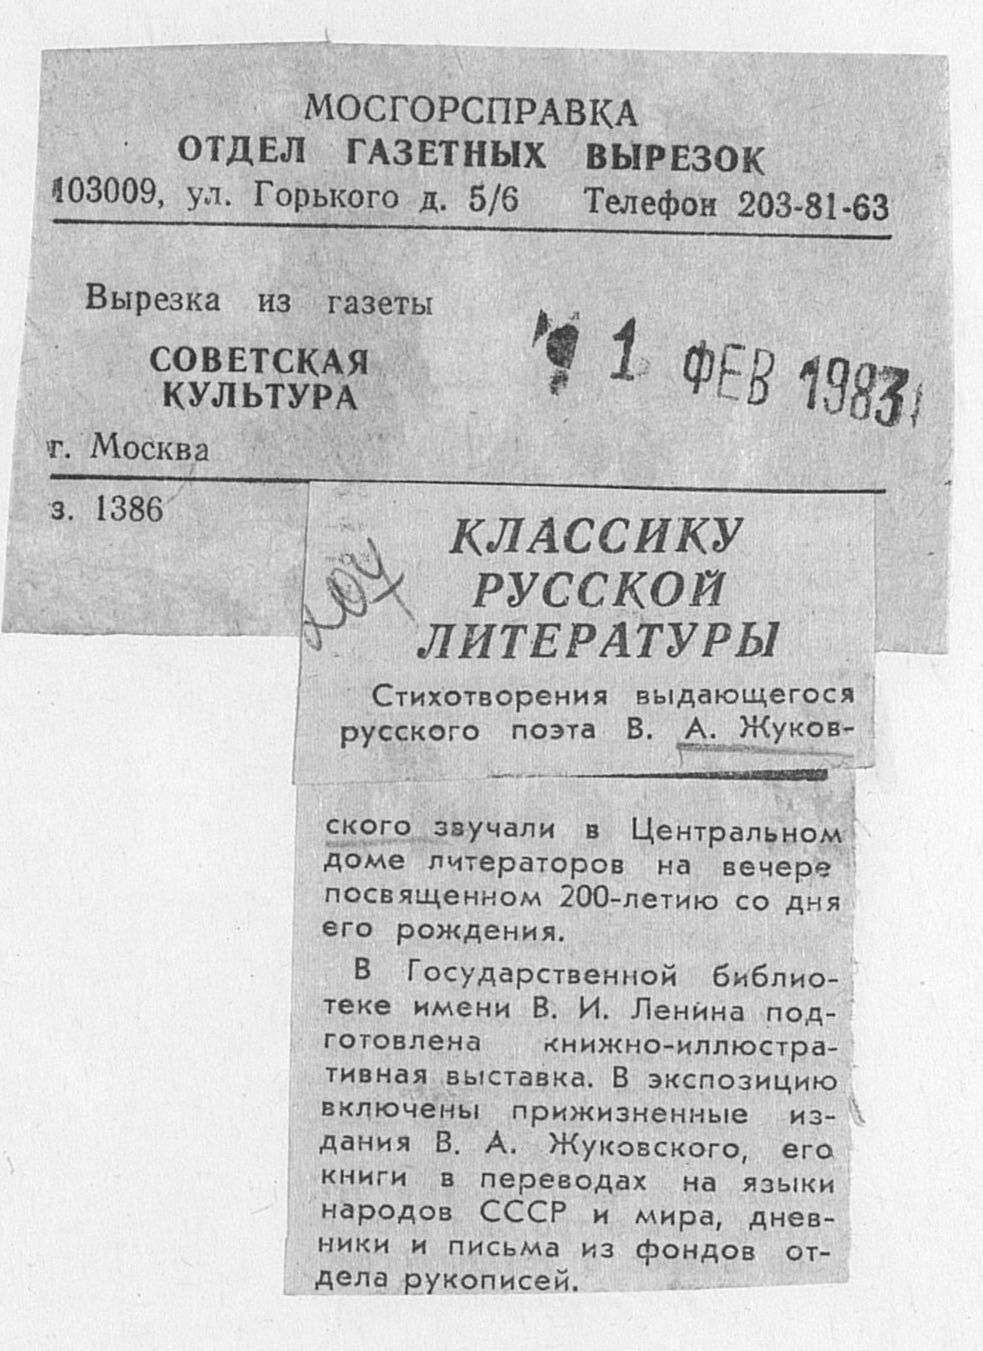 МОСГОРСПРАВКА
ОТДЕЛ ГАЗЕТНЫХ ВЫРЕЗОК
103009, ул. Горького д. 5/6 Телефон 203-81-63
Вырезка из газеты
СОВЕТСКАЯ
КУЛЬТУРА
1 ФЕВ 1983
г. Москва
з. 1386
КЛАССИКУ
РУССКОЙ
ЛИТЕРАТУРЫ
Стихотворения выдающегося
русского поэта В. А. Жуков-
ского звучали в Центральном
доме литераторов на вечере
посвященном 200-летию со дня
его рождения.
В Государственной библио-
теке имени В. И. Ленина под-
готовлена книжно-иллюстра-
тивная выставка. В экспозицию
включены прижизненные из-
дания В. А. Жуковского, его
книги в переводах на языки
народов СССР и мира, днев-
ники и письма из фондов от-
дела рукописей.